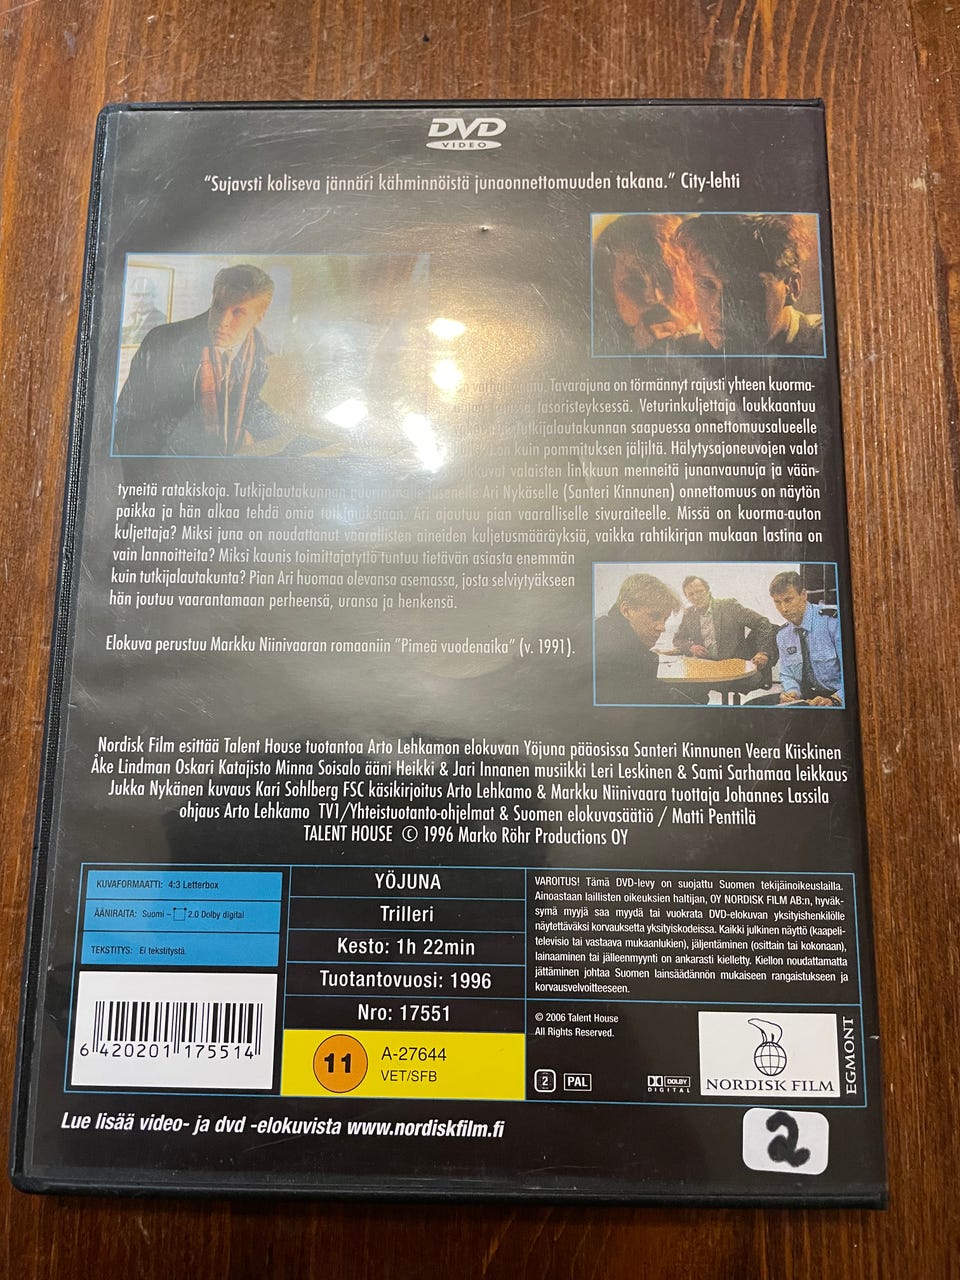 DVD
VIDEO
"Sujavsti koliseva jännäri kähminnöistä junaonnettomuuden takana." City-lehti
Tavarajuna on törmännyt rajusti yhteen kuorma-
tasoristeyksessä. Veturinkuljettaja loukkaantuu
tutkijalautakunnan saapuessa onnettomuusalueelle
on kuin pommituksen jäljiltä. Hälytysajoneuvojen valot
valaisten linkkuun menneitä junanvaunuja ja vään-
tyneitä ratakiskoja. Tutkijalautakunnan nuorimmalle jäsenelle Ari Nykäselle (Santeri Kinnunen) onnettomuus on näytön
paikka ja hän alkaa tehdä omia tutkimuksiaan. Ari ajautuu pian vaaralliselle sivuraiteelle. Missä on kuorma-auton
kuljettaja? Miksi juna on noudattanut vaarallisten aineiden kuljetusmääräyksiä, vaikka rahtikirjan mukaan lastina on
vain lannoitteita? Miksi kaunis toimittajatyttö tuntuu tietävän asiasta enemmän
kuin tutkijalautakunta? Pian Ari huomaa olevansa asemassa, josta selviytyäkseen
hän joutuu vaarantamaan perheensä, uransa ja henkensä.
Elokuva perustuu Markku Niinivaaran romaaniin "Pimeä vuodenaika" (v. 1991).
Nordisk Film esittää Talent House tuotantoa Arto Lehkamon elokuvan Yöjuna pääosissa Santeri Kinnunen Veera Kiiskinen
Åke Lindman Oskari Katajisto Minna Soisalo ääni Heikki & Jari Innanen musiikki Leri Leskinen & Sami Sarhamaa leikkaus
Jukka Nykänen kuvaus Kari Sohlberg FSC käsikirjoitus Arto Lehkamo & Markku Niinivaara tuottaja Johannes Lassila
ohjaus Arto Lehkamo TV1/Yhteistuotanto-ohjelmat & Suomen elokuvasäätiö / Matti Penttilä
TALENT HOUSE © 1996 Marko Röhr Productions OY
KUVAFORMAATTI: 4:3 Letterbox
ÄÄNIRAITA: Suomi – 2.0 Dolby digital
TEKSTITYS: Ei tekstitystä.
6 420201 175514
YÖJUNA
Trilleri
Kesto: 1h 22min
Tuotantovuosi: 1996
Nro: 17551
11 A-27644
VET/SFB
VAROITUS! Tämä DVD-levy on suojattu Suomen tekijäinoikeuslailla.
Ainoastaan laillisten oikeuksien haltijan, OY NORDISK FILM AB:n, hyväk-
symä myyjä saa myydä tai vuokrata DVD-elokuvan yksityishenkilölle
näytettäväksi korvauksetta yksityiskodeissa. Kaikki julkinen näyttö (kaapeli-
televisio tai vastaava mukaanlukien), jäljentäminen (osittain tai kokonaan),
lainaaminen tai jälleenmyynti on ankarasti kielletty. Kiellon noudattamatta
jättäminen johtaa Suomen lainsäädännön mukaiseen rangaistukseen ja
korvausvelvoitteeseen.
© 2006 Talent House
All Rights Reserved.
2 PAL
DOLBY
DIGITAL
NORDISK FILM
EGMONT
Lue lisää video- ja dvd -elokuvista www.nordiskfilm.fi
2